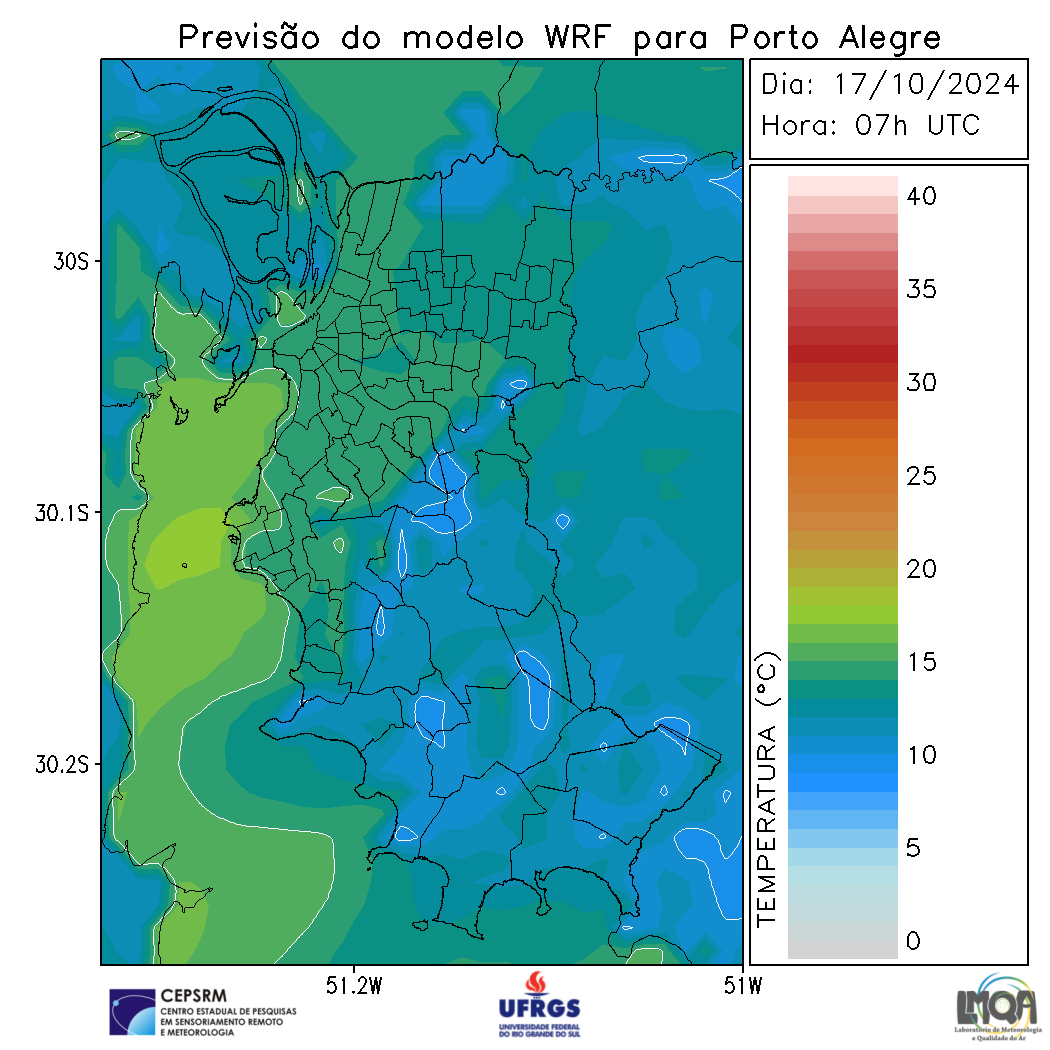 Previsão do modelo WRF para Porto Alegre
Dia: 17/10/2024
Hora: 07h UTC
40
35
30
25
20
15
10
5
0
TEMPERATURA (°C)
30S
30.1S
30.2S
51.2W
51W
CEPSRM
CENTRO ESTADUAL DE PESQUISAS
EM SENSORIAMENTO REMOTO
E METEOROLOGIA
UFRGS
UNIVERSIDADE FEDERAL
DO RIO GRANDE DO SUL
LMQA
Laboratório de Meteorologia
e Qualidade do Ar